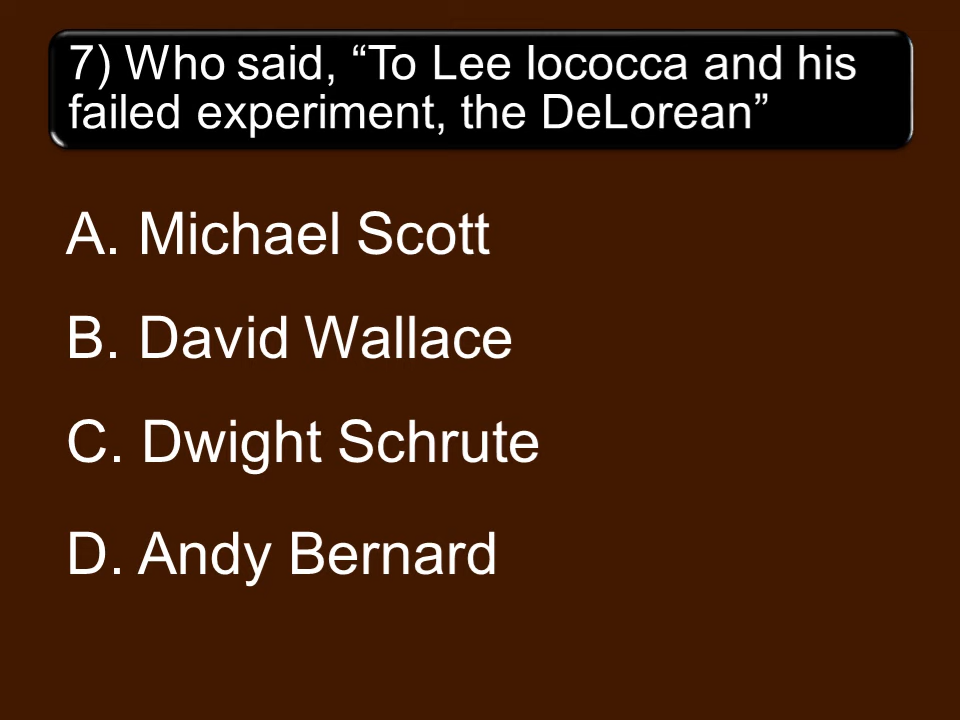 7) Who said, “To Lee Iococca and his
failed experiment, the DeLorean”
A. Michael Scott
B. David Wallace
C. Dwight Schrute
D. Andy Bernard